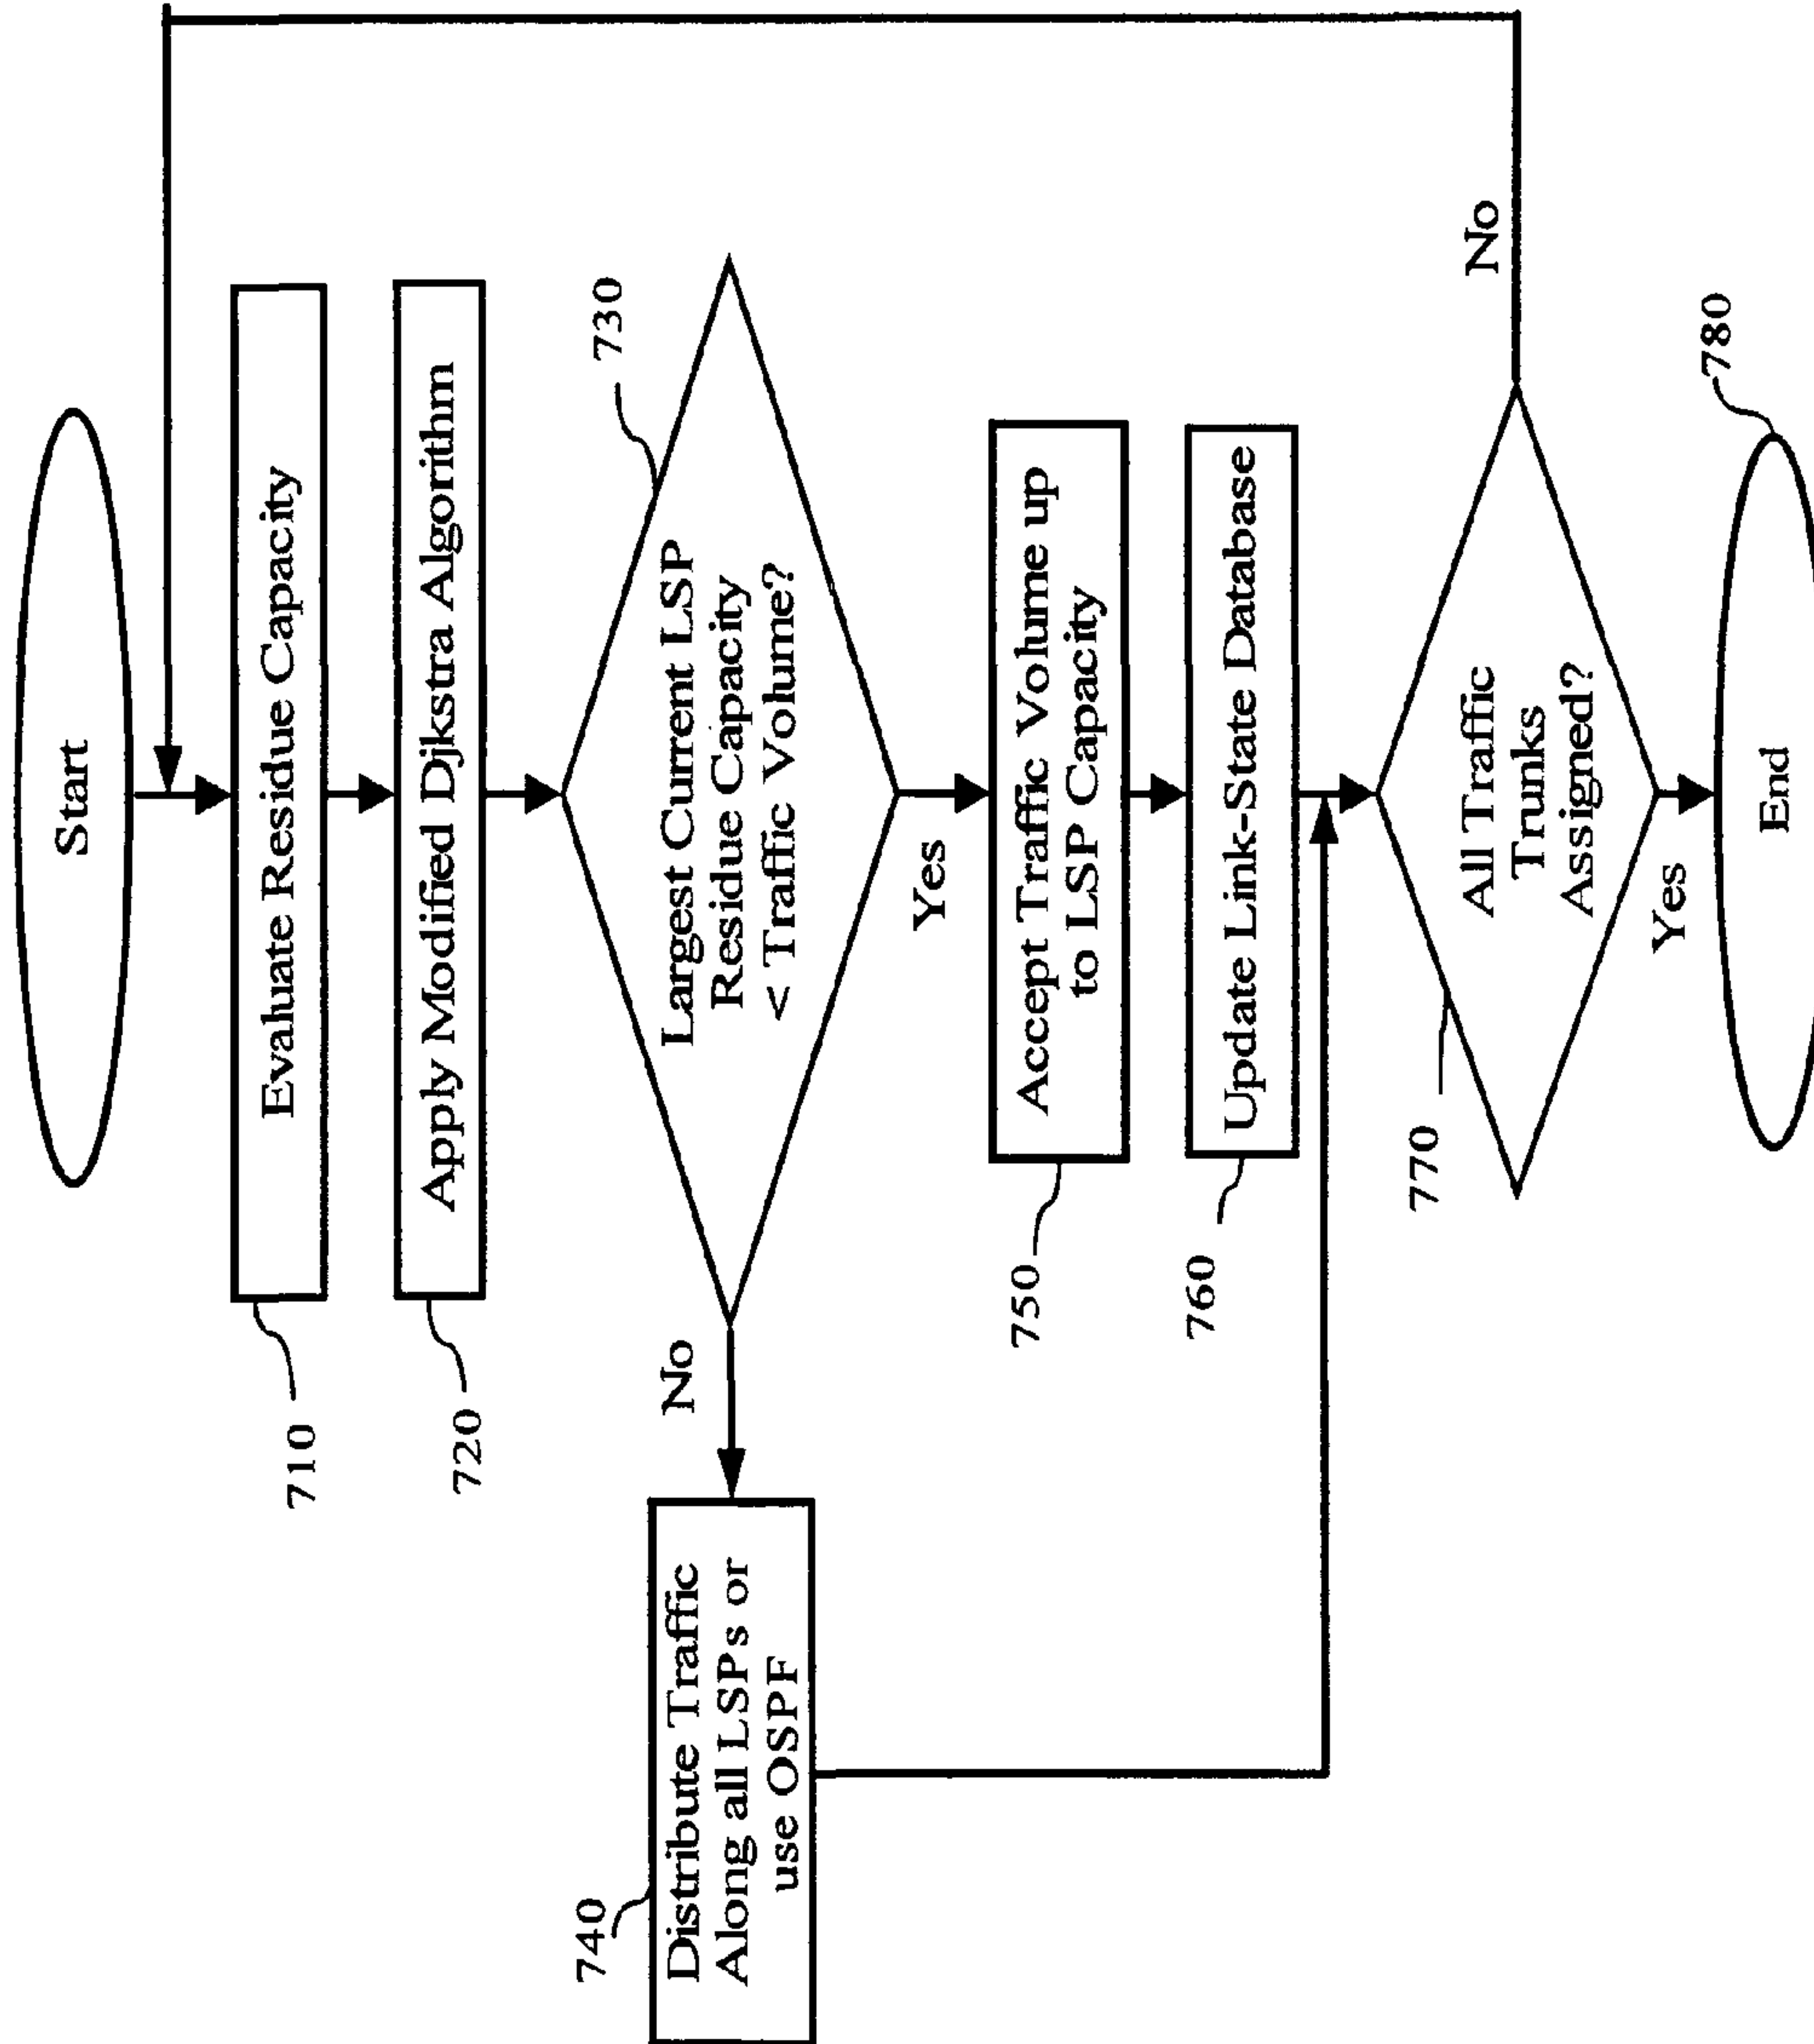 Start
Evaluate Residue Capacity
710
Apply Modified Djkstra Algorithm
720
730
Largest Current LSP
Residue Capacity
< Traffic Volume?
No
Yes
740
Distribute Traffic
Along all LSPs or
use OSPF
750
Accept Traffic Volume up
to LSP Capacity
760
Update Link-State Database
770
All Traffic
Trunks
Assigned?
No
Yes
780
End